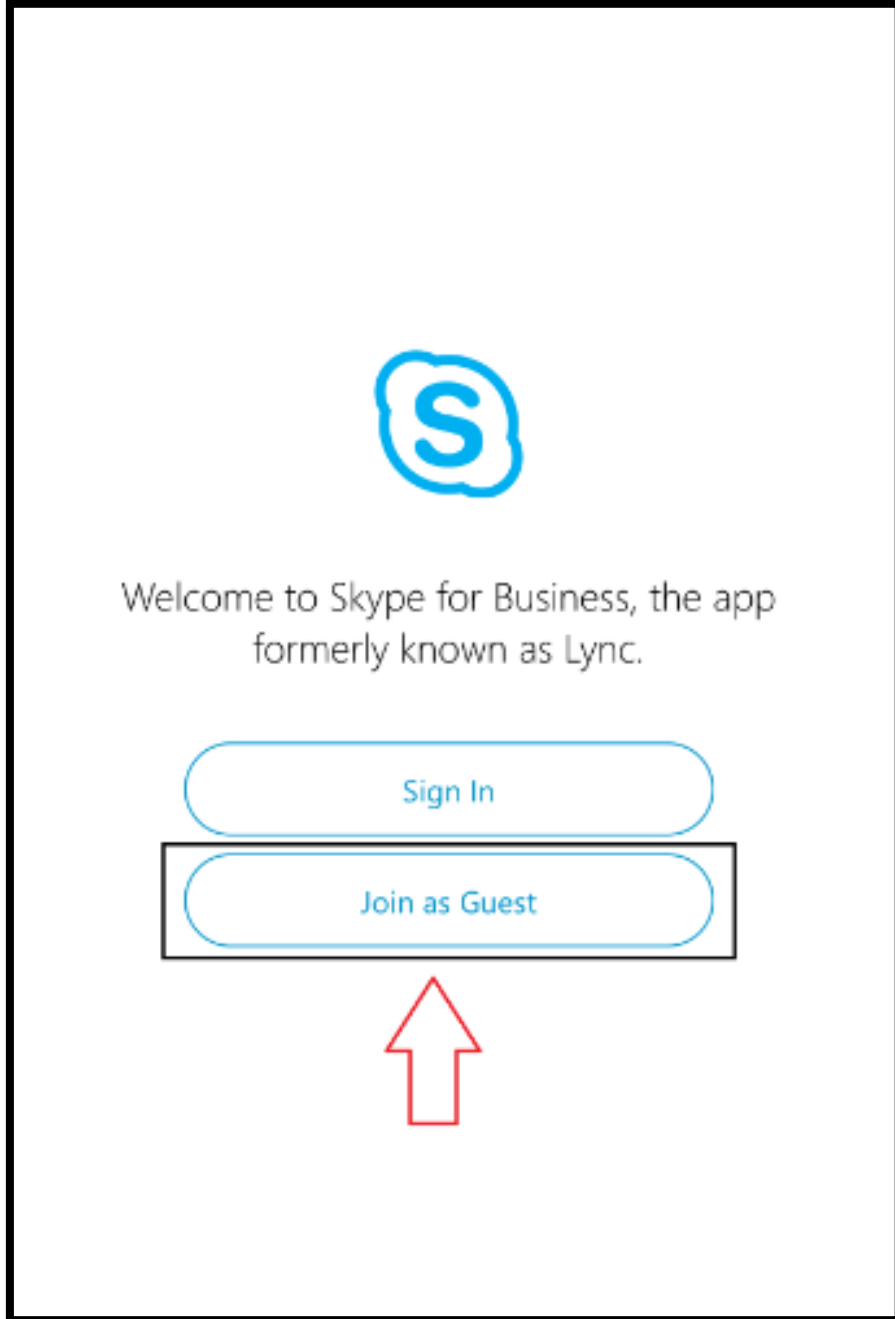 S
Welcome to Skype for Business, the app
formerly known as Lync.
Sign In
Join as Guest